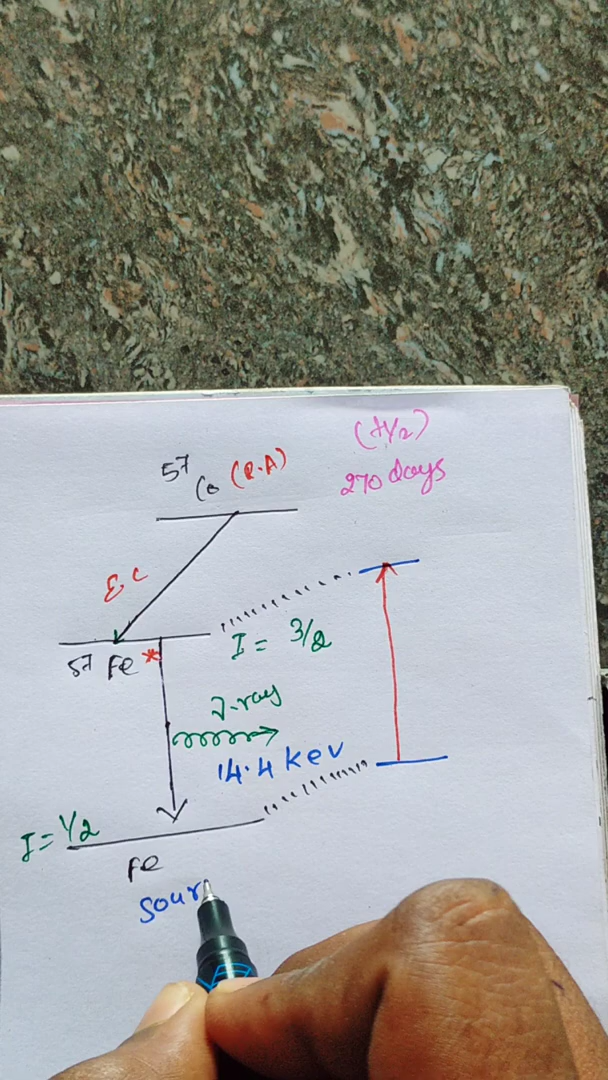 (t½)
57 Co (R.A)
270 days
E.C
57 Fe *
I = 3/2
γ-ray
14.4 kev
I = 1/2
Fe
Sour